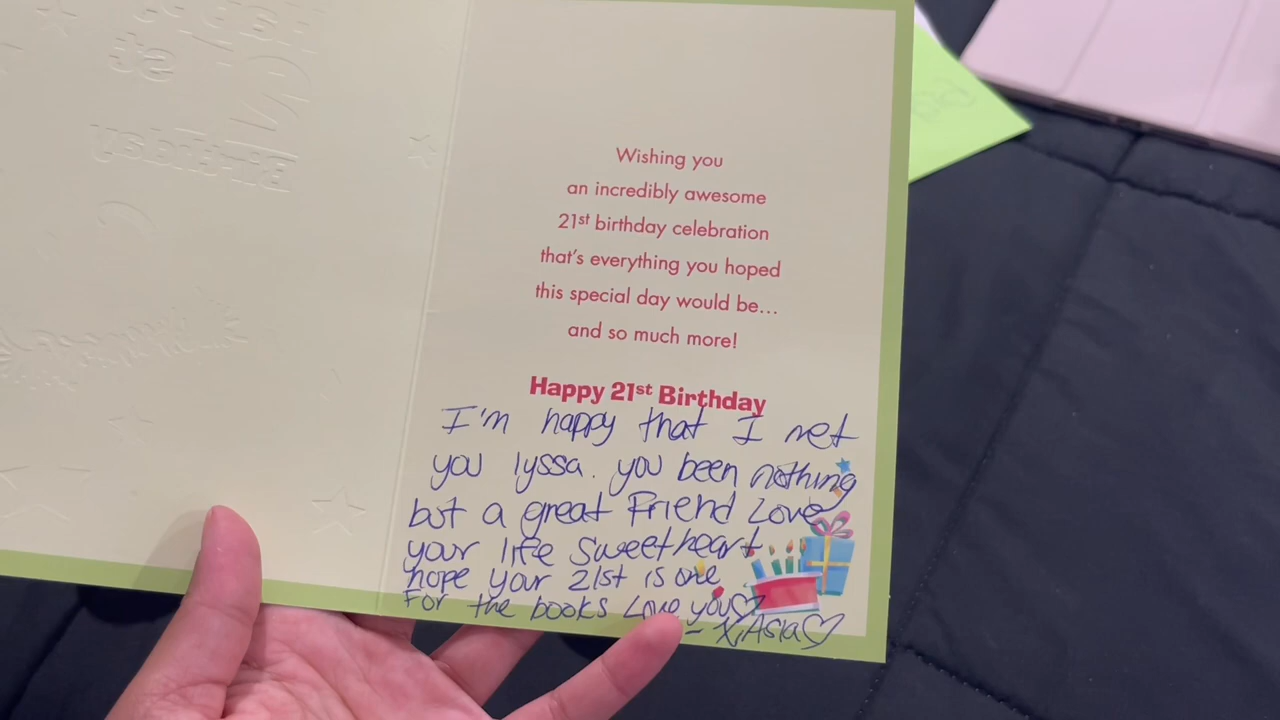 Wishing you
an incredibly awesome
21st birthday celebration
that's everything you hoped
this special day would be...
and so much more!
Happy 21st Birthday
I'm happy that I met
you lyssa. you been nothing
but a great Friend Love
your life Sweetheart
hope your 21st is one
For the books Love you♡
- XAsia♡